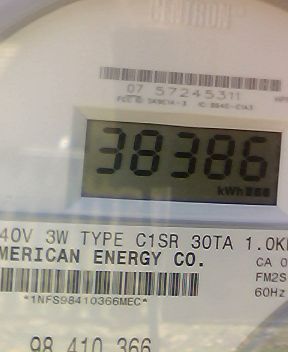 CENTRON®
07 57245311
38386
kWh
40V 3W TYPE C1SR 30TA 1.0K
MERICAN ENERGY CO.
CA 0
FM2S
60Hz
*1NFS98410366MEC*
98 410 366